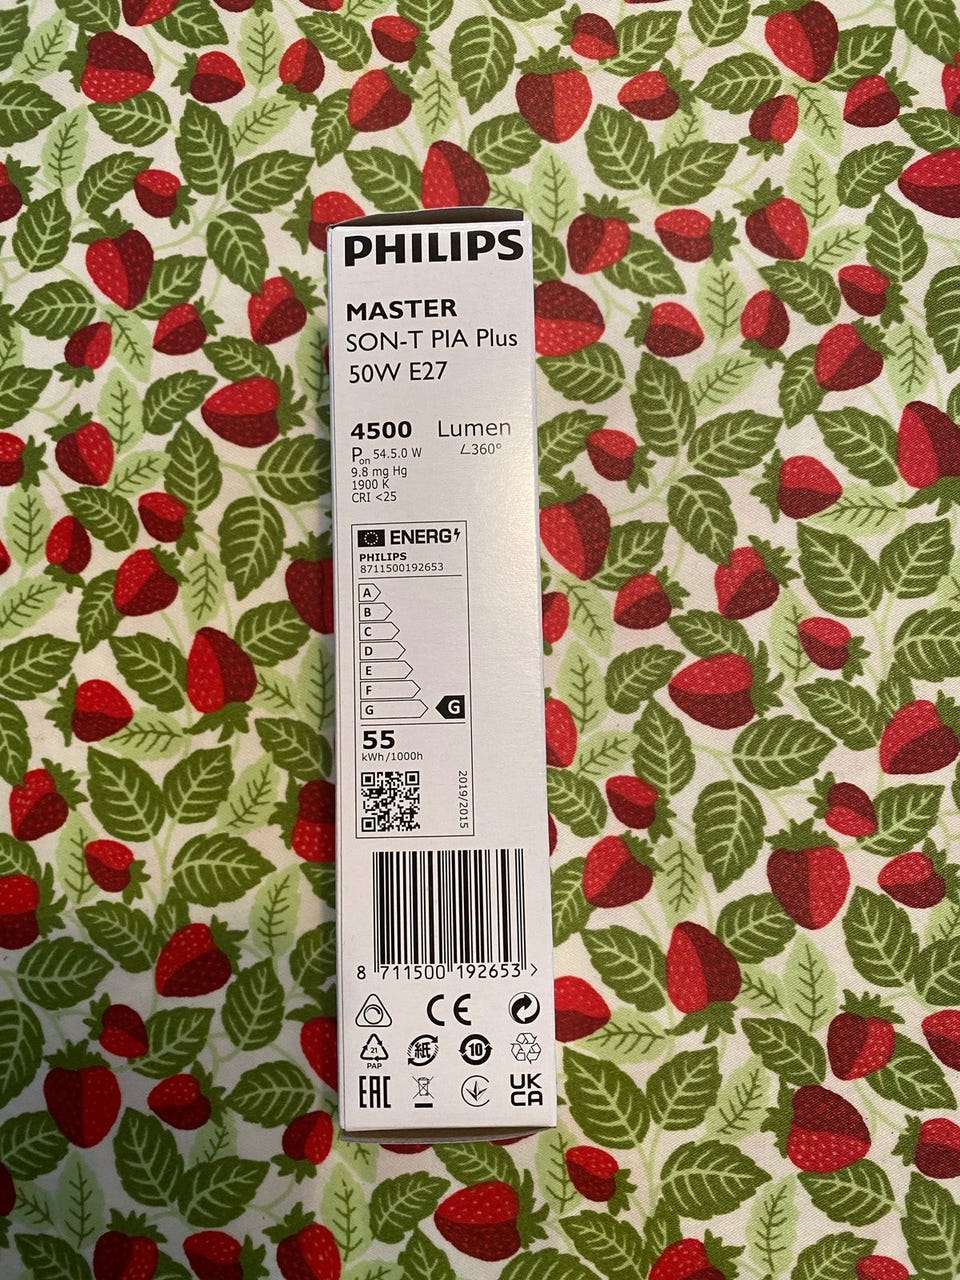 PHILIPS
MASTER
SON-T PIA Plus
50W E27
4500 Lumen
Pon 54.5.0 W ∠360°
9.8 mg Hg
1900 K
CRI <25
ENERG
PHILIPS
8711500192653
A
B
C
D
E
F
G G
55
kWh/1000h
2019/2015
8 711500 192653 >
CE
21
PAP
紙
10
EAC
UK
CA